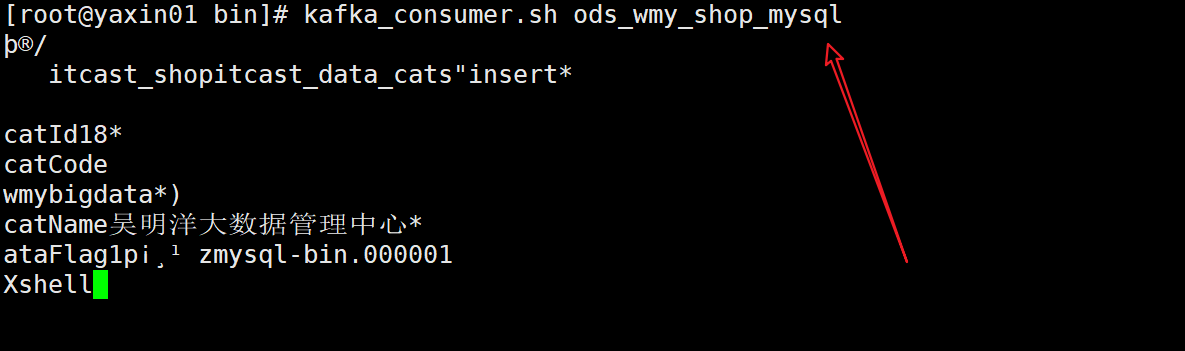 [root@yaxin01 bin]# kafka_consumer.sh ods_wmy_shop_mysql
þ®/
itcast_shopitcast_data_cats"insert*
catId18*
catCode
wmybigdata*)
catName吴明洋大数据管理中心*
ataFlag1p¡¸¹ zmysql-bin.000001
Xshell